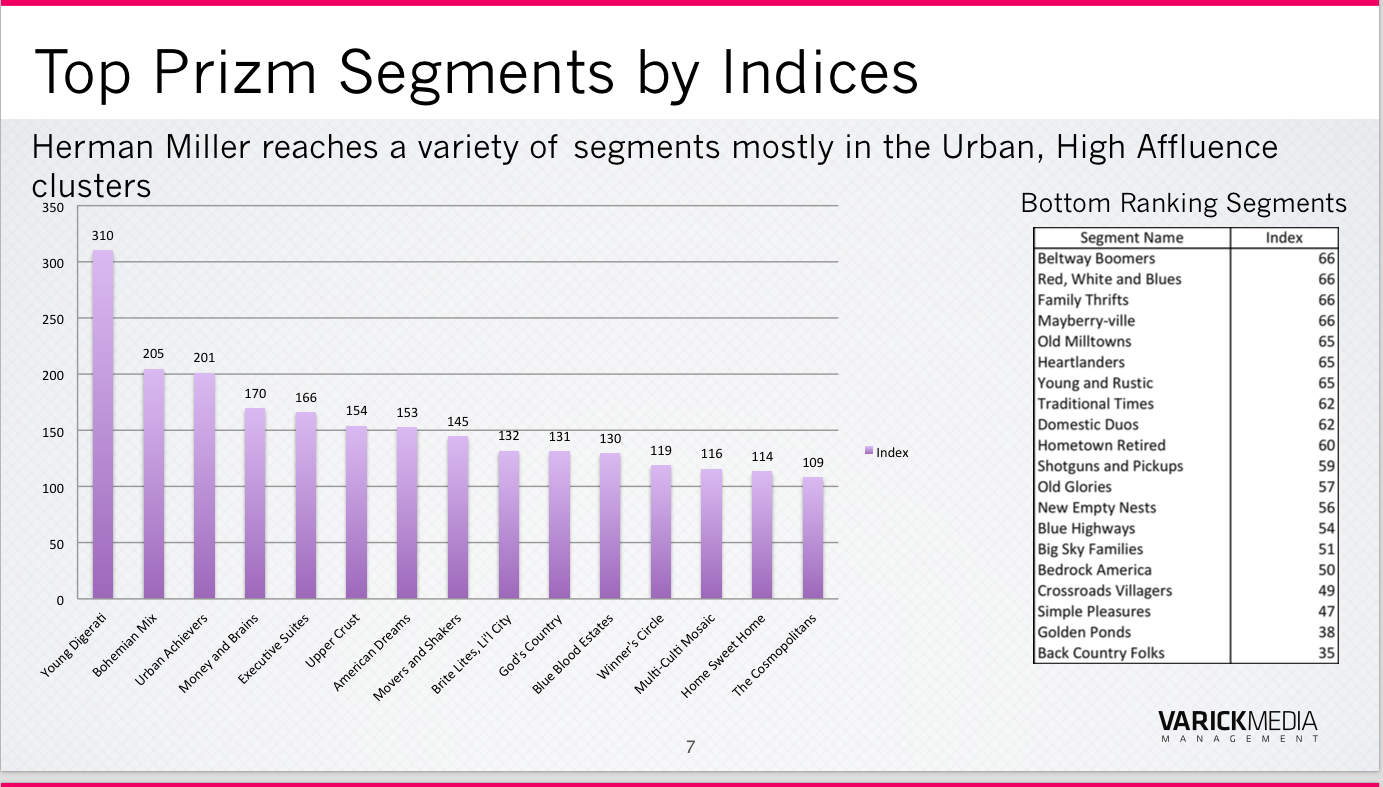 Top Prizm Segments by Indices
Herman Miller reaches a variety of segments mostly in the Urban, High Affluence
clusters
350
300
250
200
150
100
50
0
310
205
201
170
166
154
153
145
132
131
130
119
116
114
109
Young Digerati
Bohemian Mix
Urban Achievers
Money and Brains
Executive Suites
Upper Crust
American Dreams
Movers and Shakers
Brite Lites, Li'l City
God's Country
Blue Blood Estates
Winner's Circle
Multi-Culti Mosaic
Home Sweet Home
The Cosmopolitans
Index
Bottom Ranking Segments
Segment Name Index
Beltway Boomers 66
Red, White and Blues 66
Family Thrifts 66
Mayberry-ville 66
Old Milltowns 65
Heartlanders 65
Young and Rustic 65
Traditional Times 62
Domestic Duos 62
Hometown Retired 60
Shotguns and Pickups 59
Old Glories 57
New Empty Nests 56
Blue Highways 54
Big Sky Families 51
Bedrock America 50
Crossroads Villagers 49
Simple Pleasures 47
Golden Ponds 38
Back Country Folks 35
VARICKMEDIA
MANAGEMENT
7